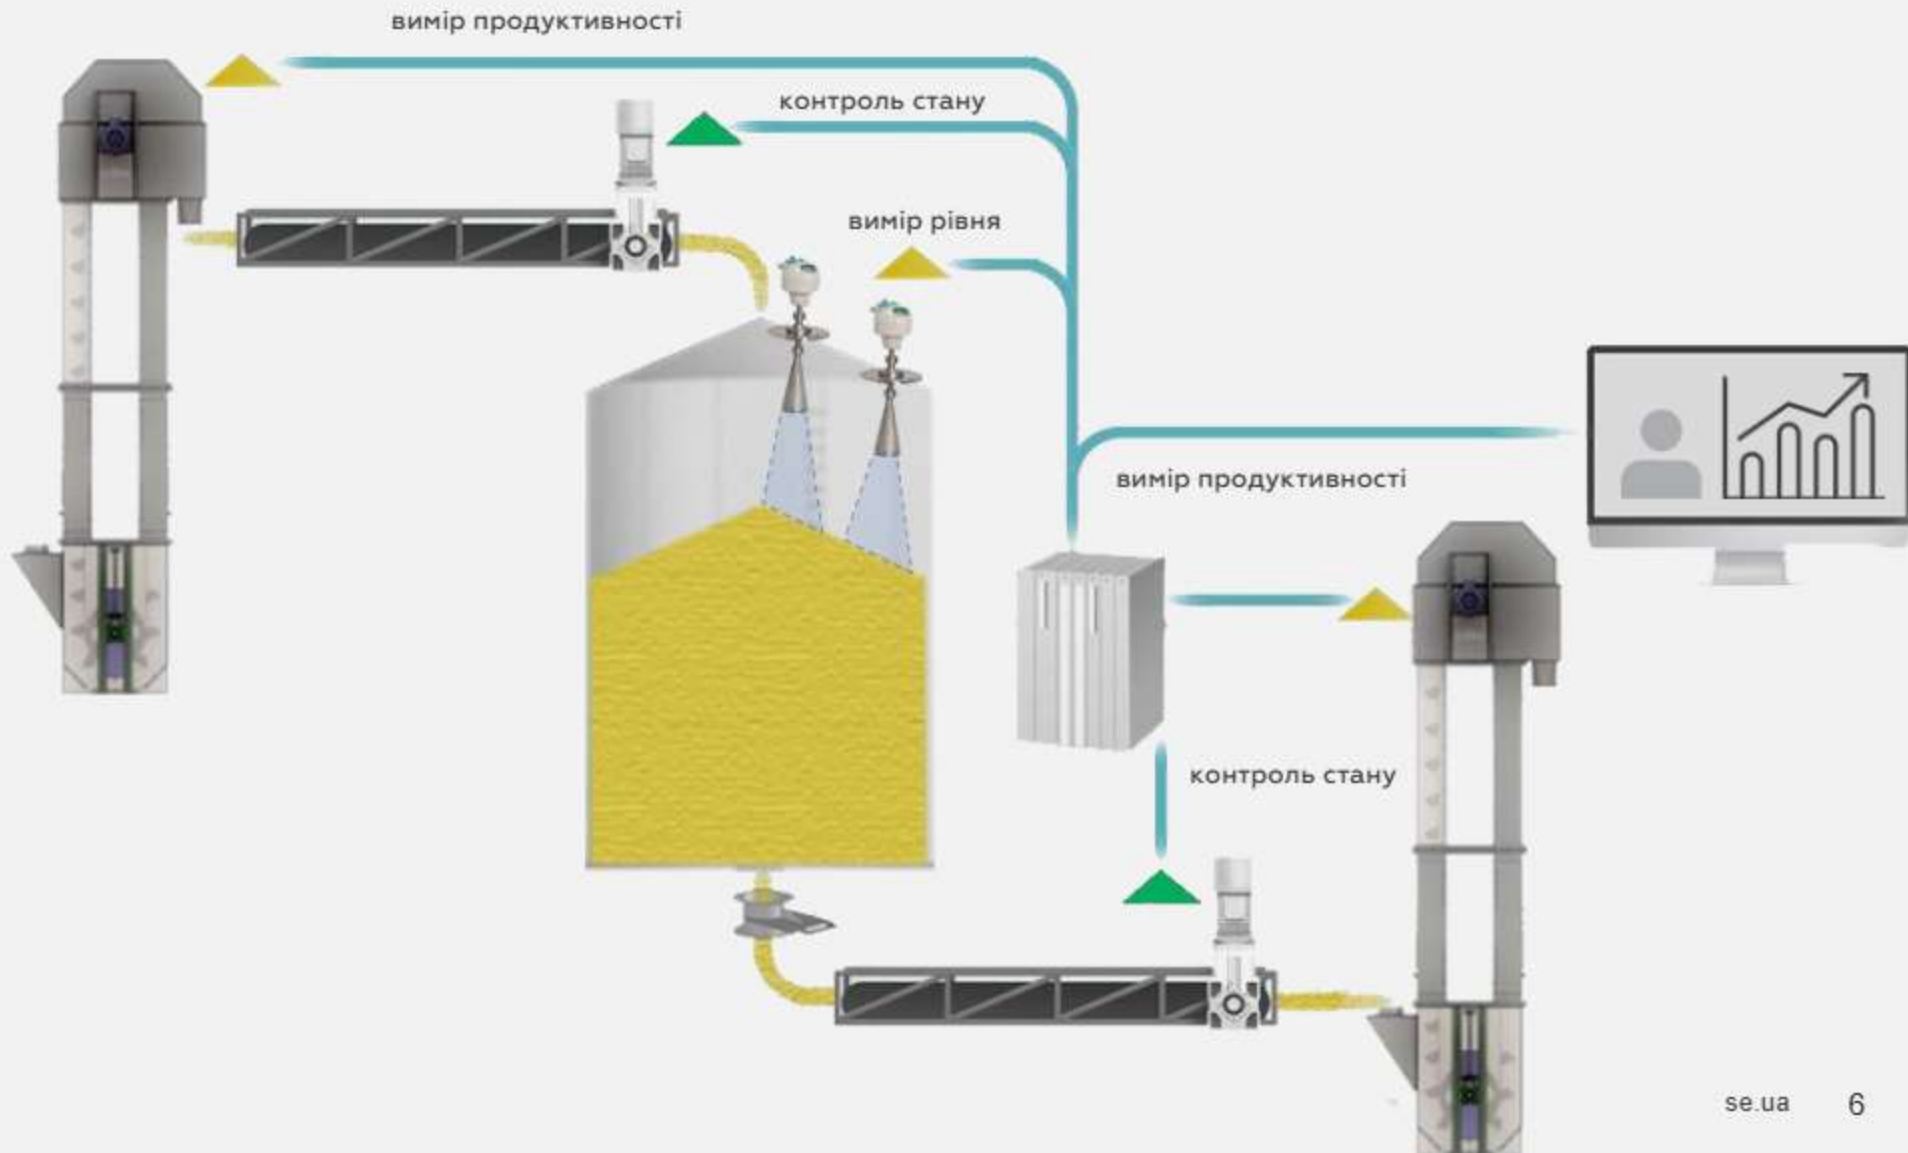 вимір продуктивності
контроль стану
вимір рівня
вимір продуктивності
контроль стану
se.ua 6